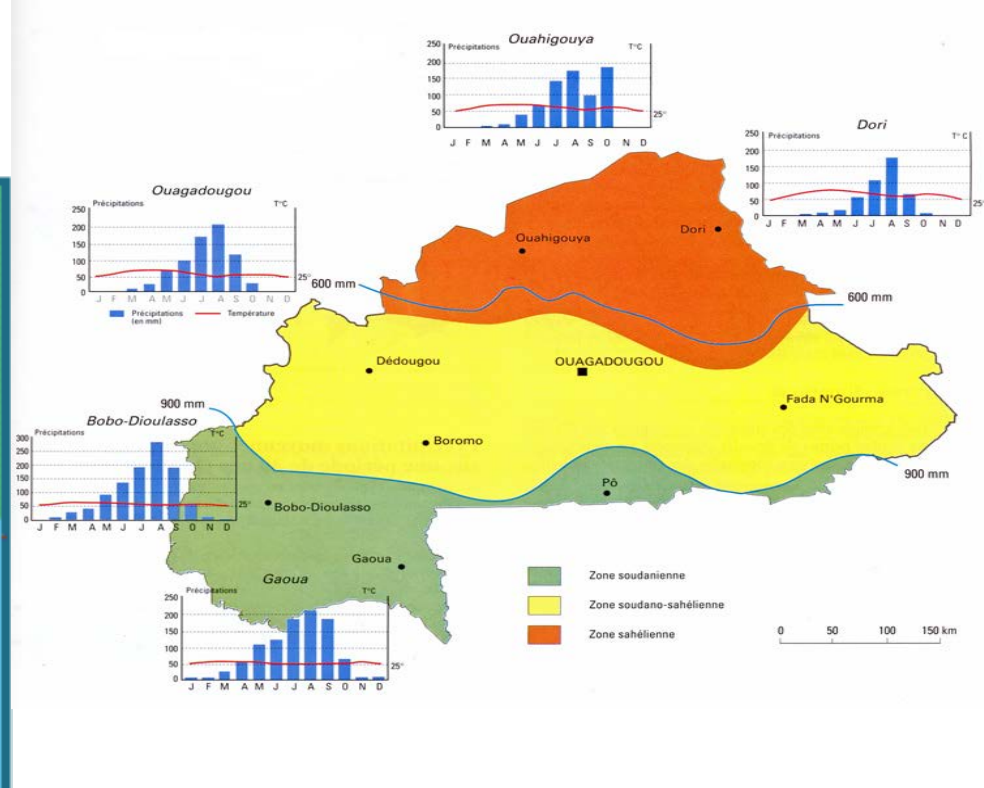 Ouahigouya
Précipitations T°C
250
200
150
100
50
0
25°
J F M A M J J A S O N D
Dori
Précipitations T° C
200
150
100
50
0
25°
J F M A M J J A S O N D
Ouagadougou
Précipitations T°C
250
200
150
100
50
0
25°
J F M A M J J A S O N D
Précipitations
(en mm)
Température
600 mm
600 mm
Ouahigouya
Dori
Dédougou
OUAGADOUGOU
Fada N'Gourma
Boromo
900 mm
900 mm
Pô
Bobo-Dioulasso
Gaoua
Bobo-Dioulasso
Précipitations T°C
300
250
200
150
100
50
0
25°
J F M A M J J A S O N D
Gaoua
Précipitations T°C
250
200
150
100
50
0
25°
J F M A M J J A S O N D
Zone soudanienne
Zone soudano-sahélienne
Zone sahélienne
0 50 100 150 km